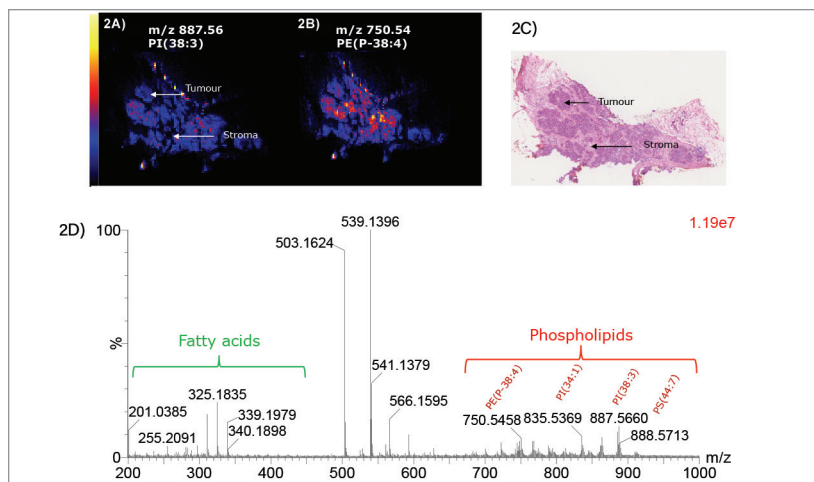 2A)
m/z 887.56
PI(38:3)
2B)
m/z 750.54
PE(P-38:4)
2C)
Tumour
Stroma
Tumour
Stroma
2D)
1.19e7
100
%
0
539.1396
503.1624
541.1379
566.1595
Fatty acids
Phospholipids
325.1835
339.1979
340.1898
201.0385
255.2091
PE(P-38:4)
PI(34:1)
PI(38:3)
PS(44:7)
750.5458
835.5369
887.5660
888.5713
200 300 400 500 600 700 800 900 1000 m/z